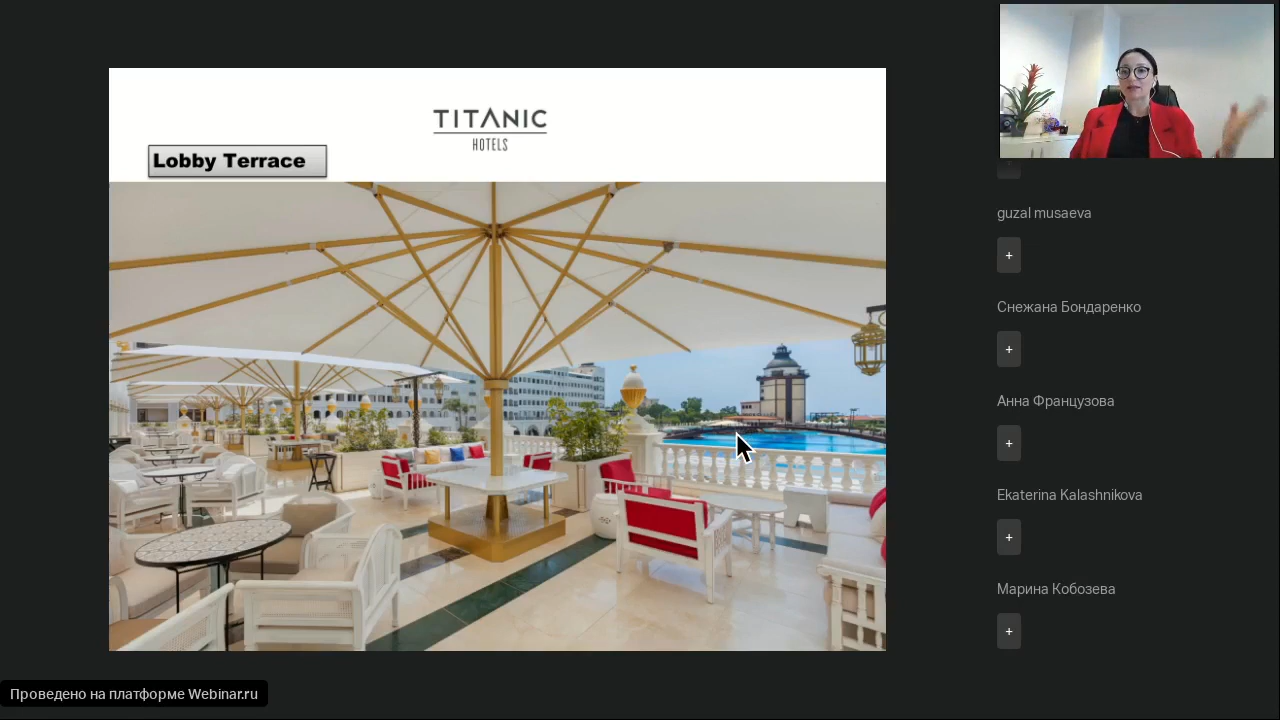 TITANIC
HOTELS
Lobby Terrace
guzal musaeva
+
Снежана Бондаренко
+
Анна Французова
+
Ekaterina Kalashnikova
+
Марина Кобозева
+
Проведено на платформе Webinar.ru